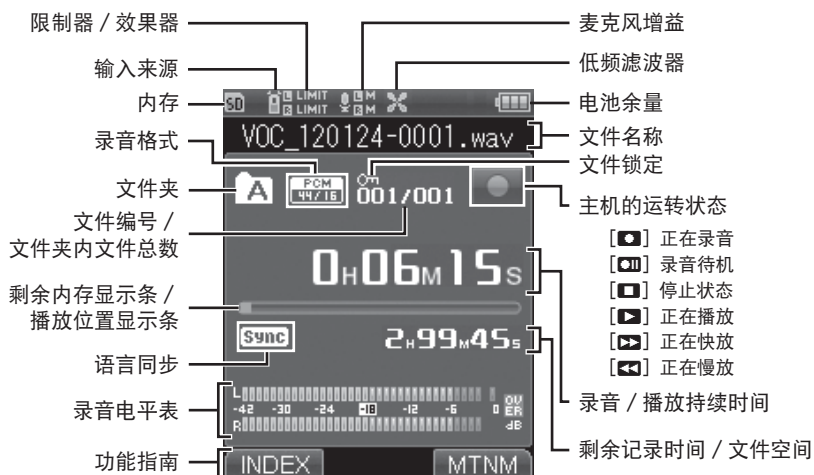 限制器 / 效果器
麦克风增益
输入来源
低频滤波器
内存
SD
L LIMIT
R LIMIT
L M
R M
电池余量
VOC_120124-0001.wav
文件名称
录音格式
文件锁定
文件夹
A
PCM
44/16
001/001
主机的运转状态
文件编号 /
文件夹内文件总数
[●] 正在录音
[●II] 录音待机
[■] 停止状态
[▶] 正在播放
[▶▶] 正在快放
[◀◀] 正在慢放
0H06M15S
剩余内存显示条 /
播放位置显示条
Sync
2H99M45S
语言同步
录音 / 播放持续时间
录音电平表
L
-42 -30 -24 -18 -12 -6 0
OVER
dB
R
剩余记录时间 / 文件空间
功能指南
INDEX
MTNM